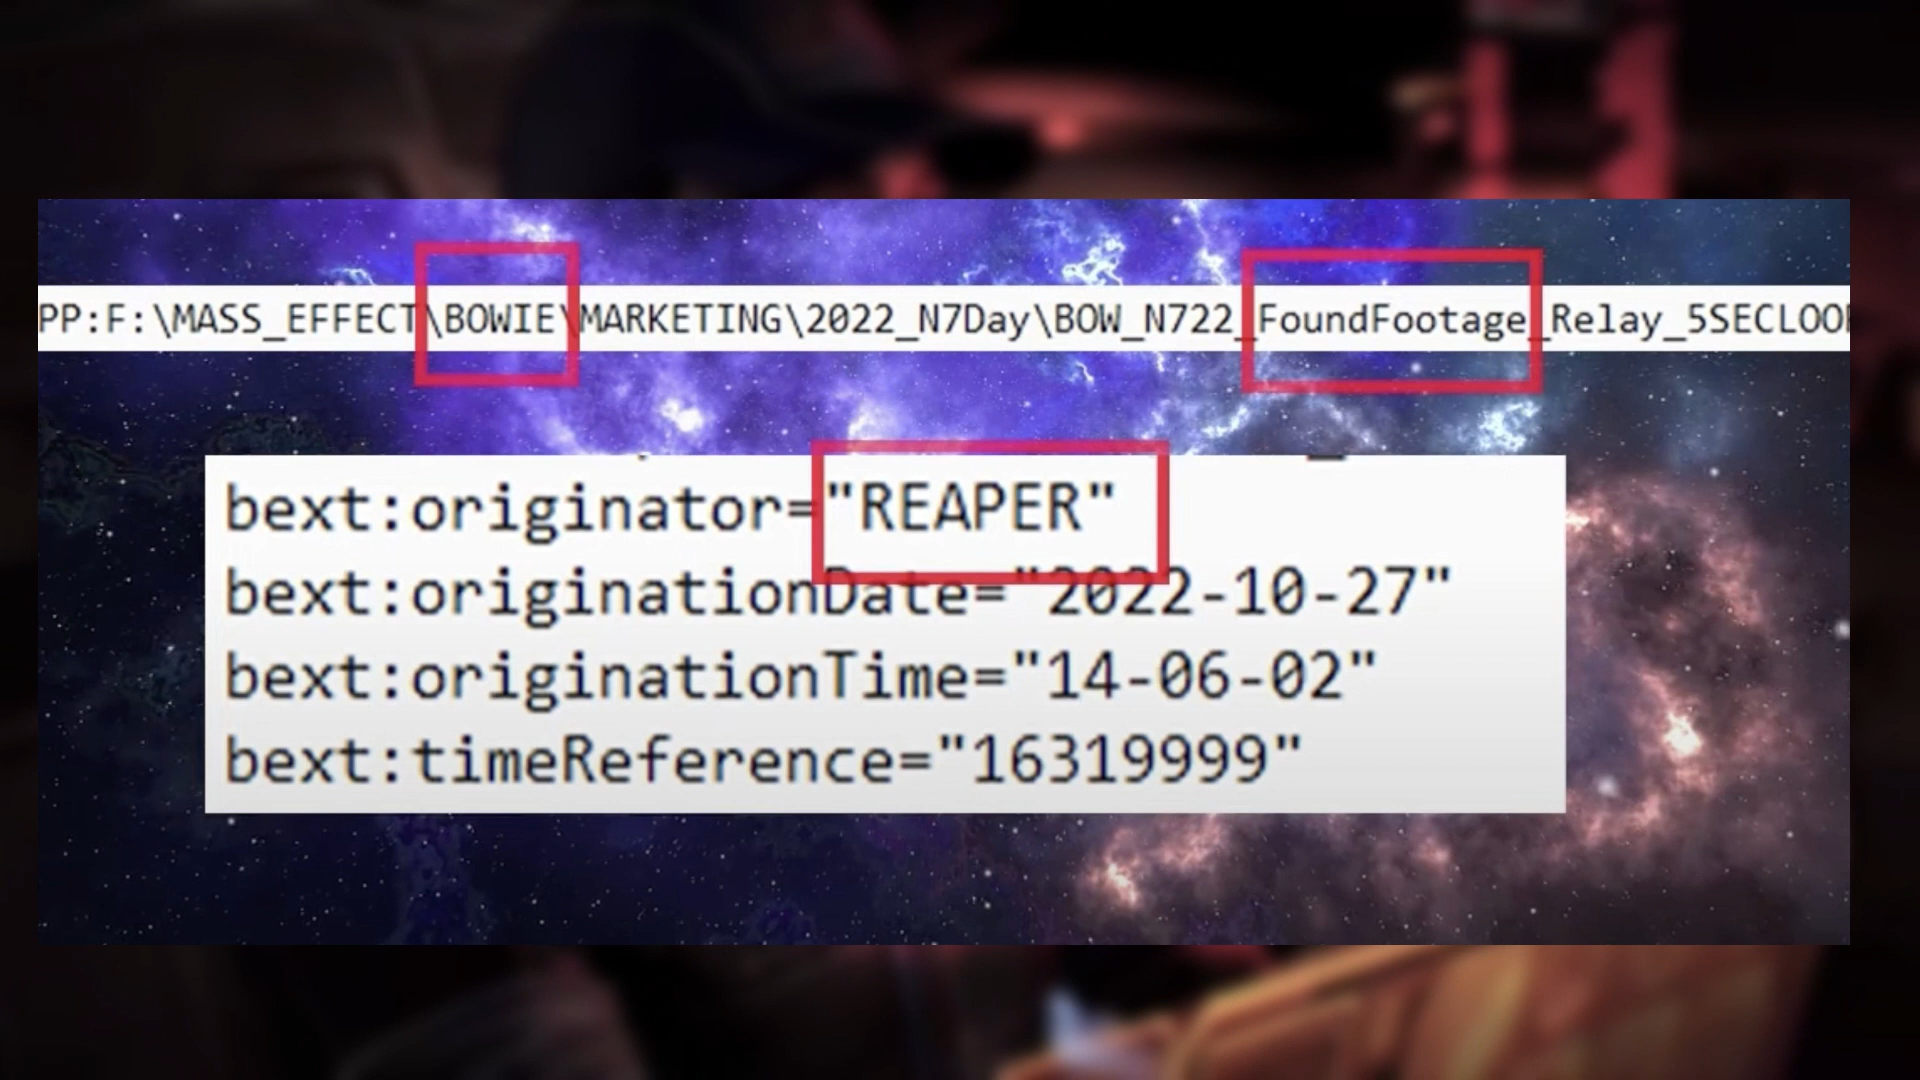 PP:F:\MASS_EFFECT\BOWIE\MARKETING\2022_N7Day\BOW_N722_FoundFootage_Relay_5SECLOO
bext:originator="REAPER"
bext:originationDate="2022-10-27"
bext:originationTime="14-06-02"
bext:timeReference="16319999"